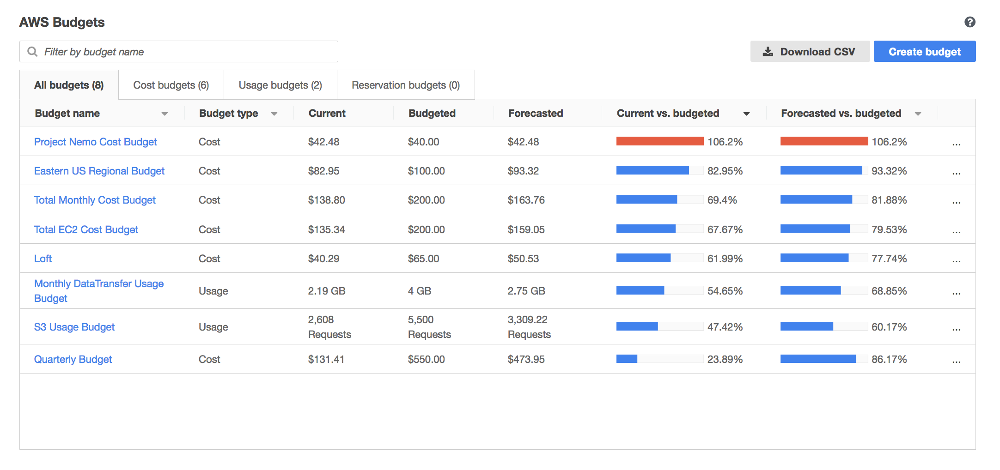 AWS Budgets
?
Filter by budget name
Download CSV
Create budget
All budgets (8) Cost budgets (6) Usage budgets (2) Reservation budgets (0)
Budget name Budget type Current Budgeted Forecasted Current vs. budgeted Forecasted vs. budgeted
Project Nemo Cost Budget Cost $42.48 $40.00 $42.48 106.2% 106.2% ...
Eastern US Regional Budget Cost $82.95 $100.00 $93.32 82.95% 93.32% ...
Total Monthly Cost Budget Cost $138.80 $200.00 $163.76 69.4% 81.88% ...
Total EC2 Cost Budget Cost $135.34 $200.00 $159.05 67.67% 79.53% ...
Loft Cost $40.29 $65.00 $50.53 61.99% 77.74% ...
Monthly DataTransfer Usage
Budget
Usage 2.19 GB 4 GB 2.75 GB 54.65% 68.85% ...
S3 Usage Budget Usage
2,608
Requests
5,500
Requests
3,309.22
Requests
47.42% 60.17% ...
Quarterly Budget Cost $131.41 $550.00 $473.95 23.89% 86.17% ...